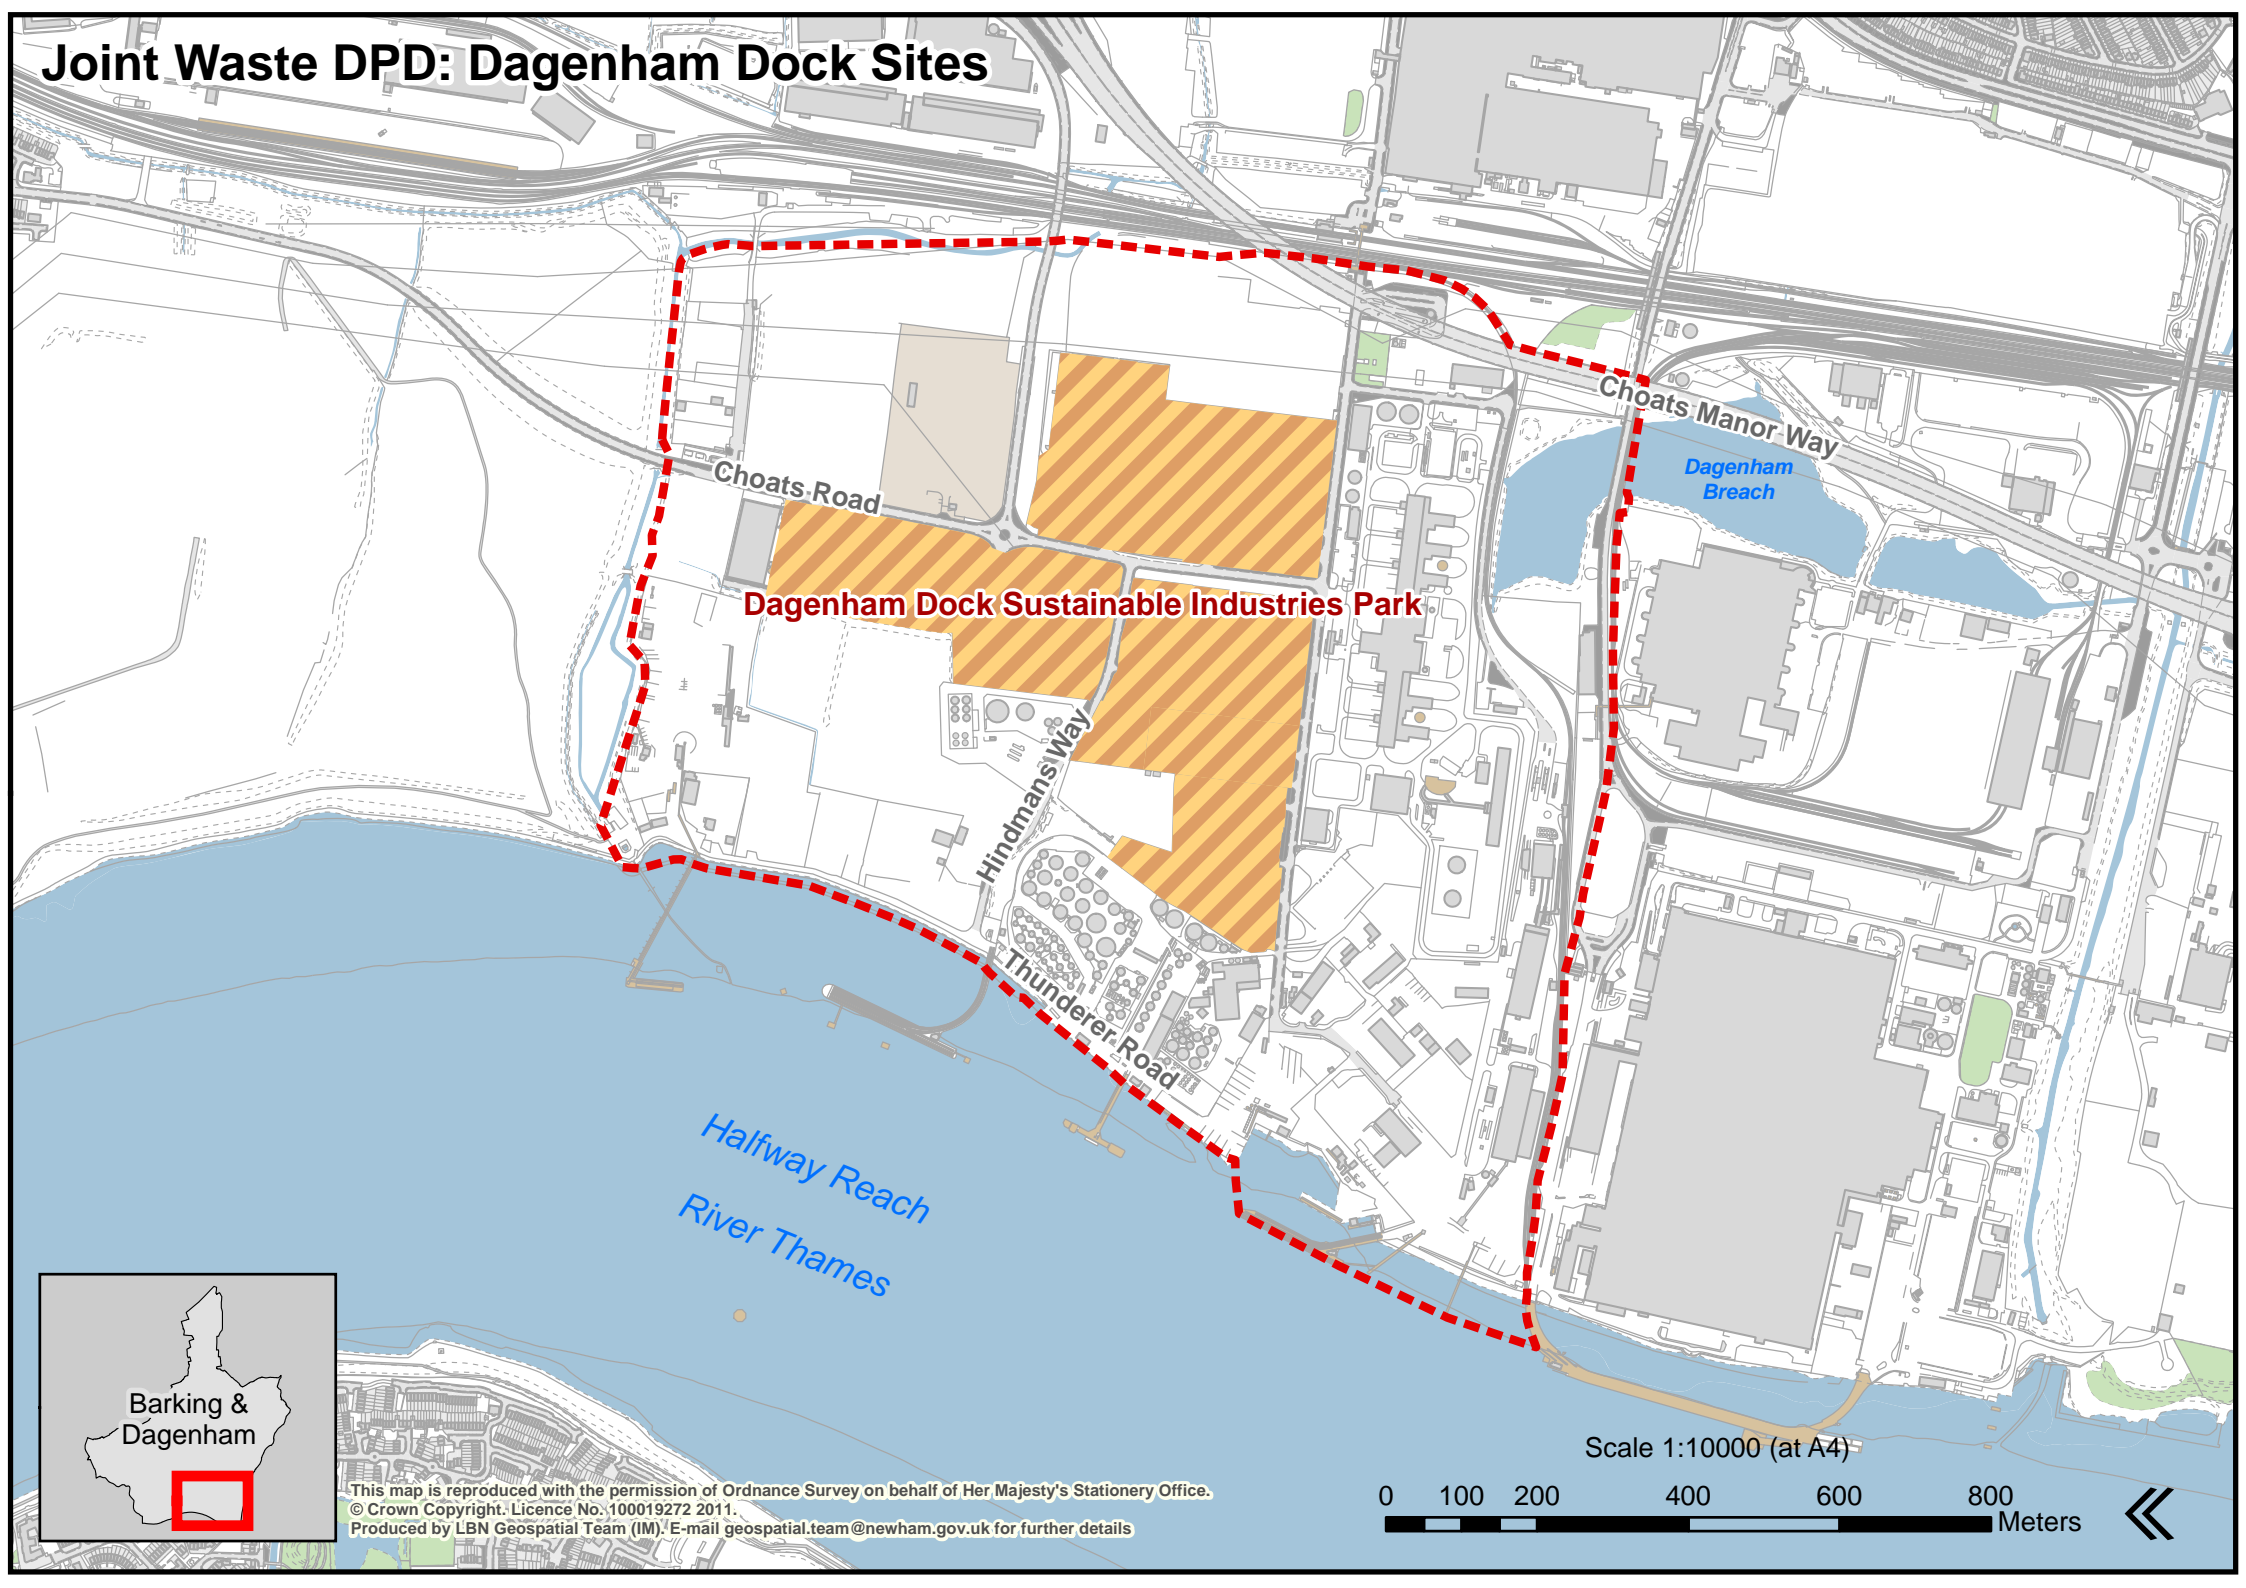 Joint Waste DPD: Dagenham Dock Sites
Choats Manor Way
Dagenham
Breach
Choats Road
Dagenham Dock Sustainable Industries Park
Hindmans Way
Thunderer Road
Halfway Reach
River Thames
Barking &
Dagenham
Scale 1:10000 (at A4)
0 100 200 400 600 800
Meters
This map is reproduced with the permission of Ordnance Survey on behalf of Her Majesty's Stationery Office.
© Crown Copyright. Licence No. 100019272 2011.
Produced by LBN Geospatial Team (IM). E-mail geospatial.team@newham.gov.uk for further details